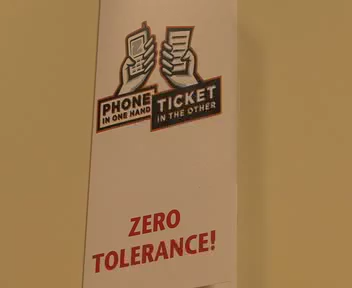 PHONE
IN ONE HAND
TICKET
IN THE OTHER
ZERO
TOLERANCE!